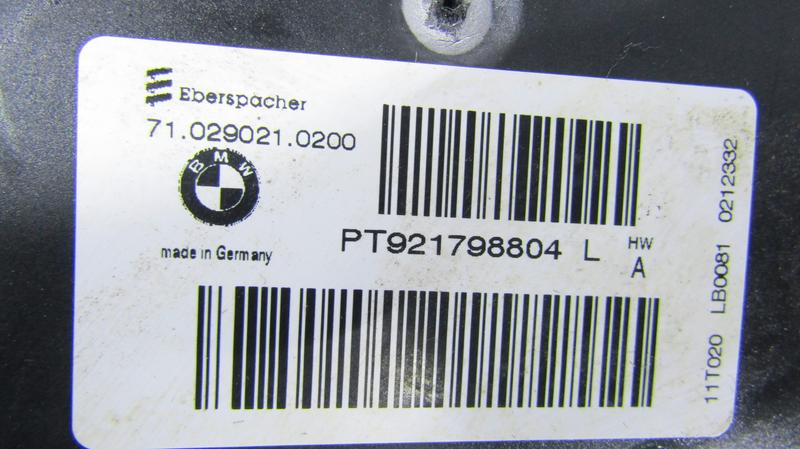 Eberspacher
71.029021.0200
BMW
made in Germany
PT921798804 L
HW
A
11T020 LB0081 0212332